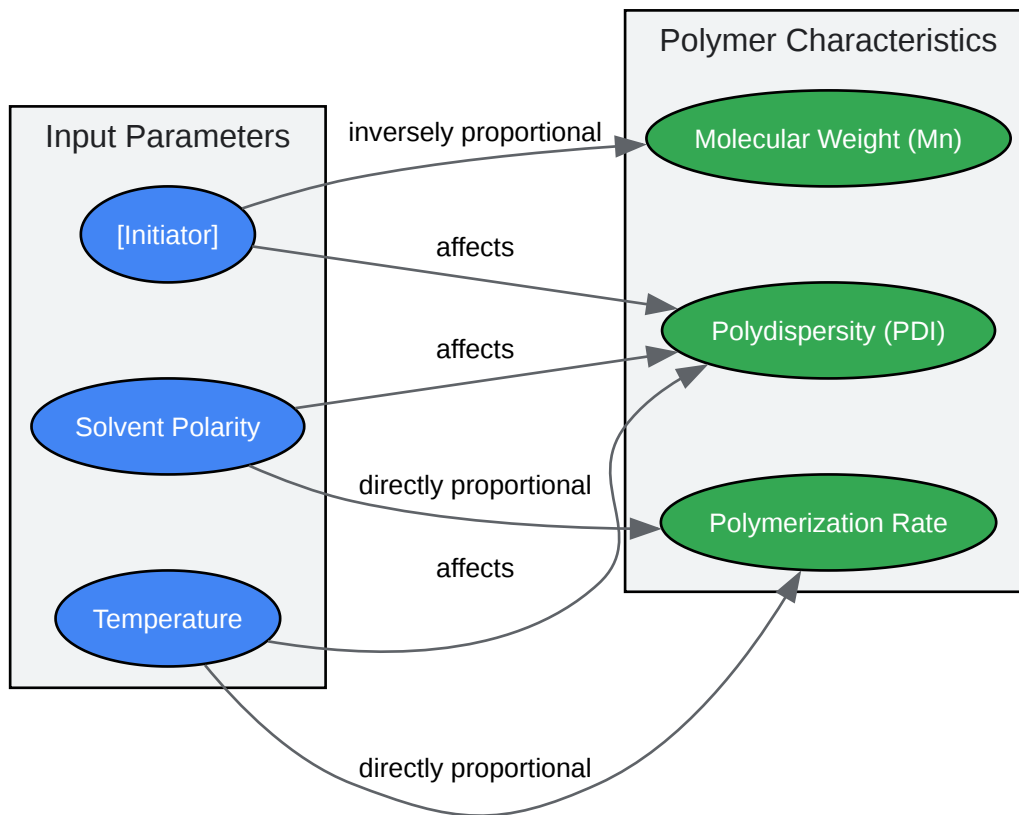 Polymer Characteristics
Input Parameters
inversely proportional
Molecular Weight (Mn)
[Initiator]
affects
Polydispersity (PDI)
affects
Solvent Polarity
directly proportional
Polymerization Rate
affects
Temperature
directly proportional